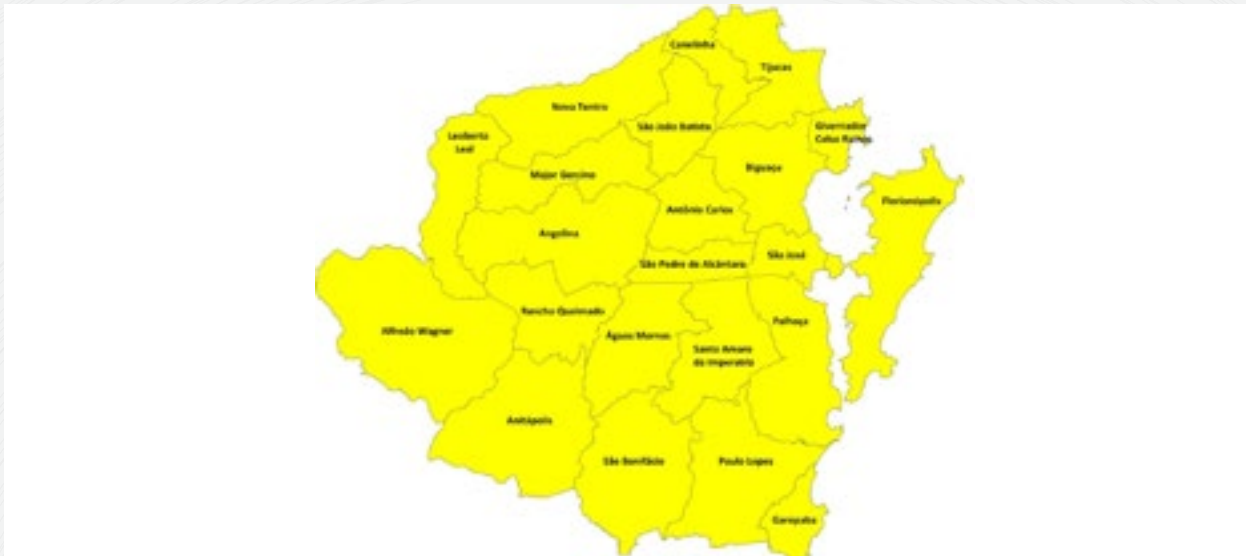 Canelinha
Tijucas
Nova Trento
São João Batista
Governador
Celso Ramos
Leoberto
Leal
Major Gercino
Biguaçu
Florianópolis
Antônio Carlos
Angelina
São José
São Pedro de Alcântara
Rancho Queimado
Palhoça
Alfredo Wagner
Águas Mornas
Santo Amaro
da Imperatriz
Anitápolis
São Bonifácio
Paulo Lopes
Garopaba